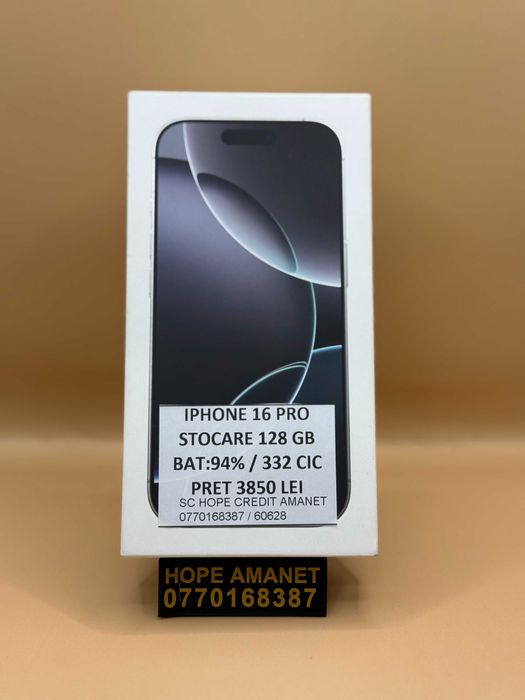 IPHONE 16 PRO
STOCARE 128 GB
BAT:94% / 332 CIC
PRET 3850 LEI
SC HOPE CREDIT AMANET
0770168387 / 60628
HOPE AMANET
0770168387